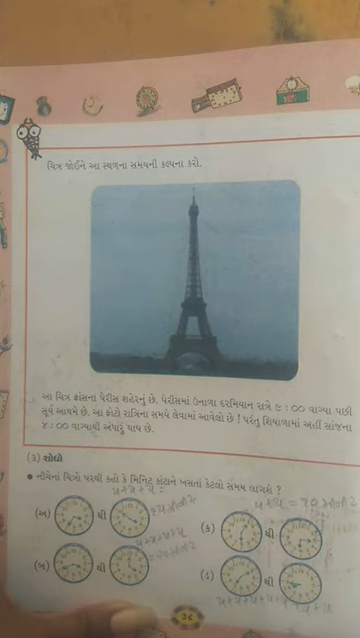 ચિત્ર જોઈને આ સ્થળના સમયની કલ્પના કરો.
આ ચિત્ર ફ્રાંસના પેરીસ શહેરનું છે. પેરીસમાં ઉનાળા દરમિયાન રાત્રે ૯ : ૦૦ વાગ્યા પછી
સૂર્ય આથમે છે. આ ફોટો રાત્રિના સમયે લેવામાં આવેલો છે ! પરંતુ શિયાળામાં અહીં સાંજના
૪ : ૦૦ વાગ્યાથી અંધારું થાય છે.
(૩) શોધો
● નીચેનાં ચિત્રો પરથી કહો કે મિનિટ કાંટાને ખસતાં કેટલો સમય લાગશે ?
(અ) થી (ક) થી
(બ) થી (ડ) થી
૩૯